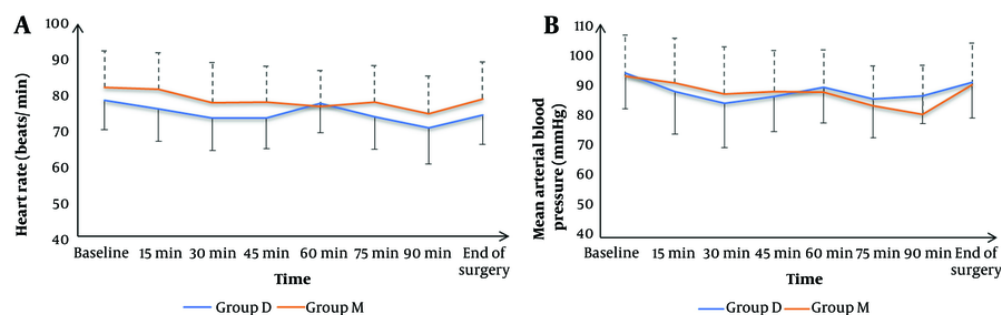 A
Heart rate (beats/ min)
100
90
80
70
60
50
40
Baseline 15 min 30 min 45 min 60 min 75 min 90 min End of
surgery
Time
Group D Group M
B
Mean arterial blood
pressure (mmHg)
110
100
90
80
70
60
50
40
Baseline 15 min 30 min 45 min 60 min 75 min 90 min End of
surgery
Time
Group D Group M